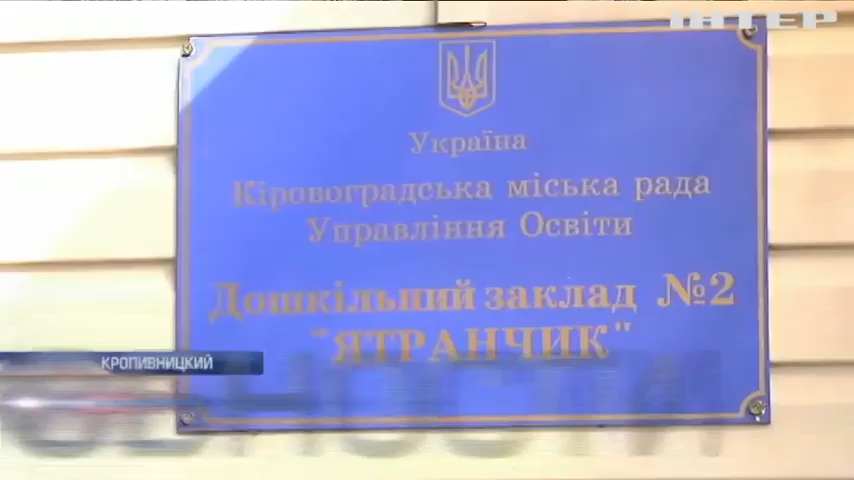 ІНТЕР
Україна
Кіровоградська міська рада
Управління Освіти
Дошкільний заклад №2
"ЯТРАНЧИК"
КРОПИВНИЦКИЙ